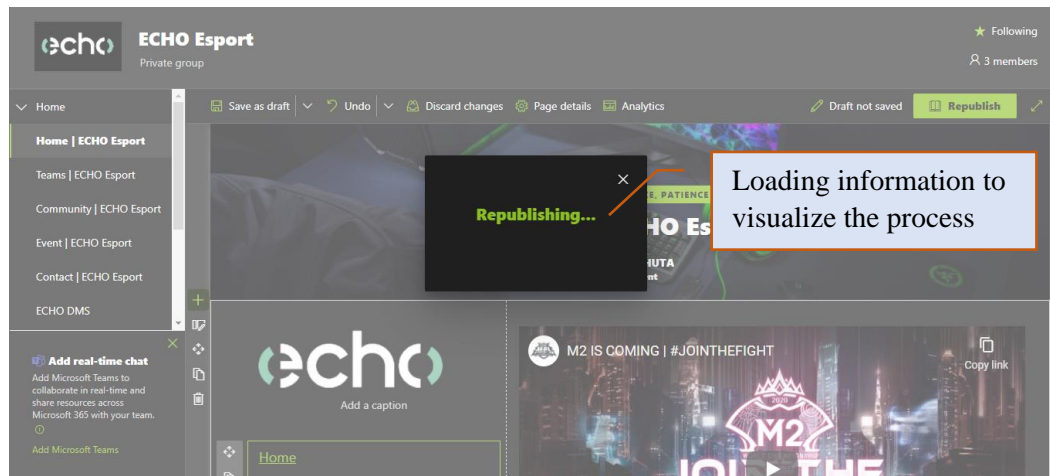 echo
ECHO Esport
Private group
Following
3 members
Home
Save as draft
Undo
Discard changes
Page details
Analytics
Draft not saved
Republish
Home | ECHO Esport
Teams | ECHO Esport
Community | ECHO Esport
Event | ECHO Esport
Contact | ECHO Esport
ECHO DMS
PATIENCE
Republishing...
Loading information to
visualize the process
Add real-time chat
Add Microsoft Teams to
collaborate in real-time and
share resources across
Microsoft 365 with your team.
Add Microsoft Teams
echo
Add a caption
Home
M2 IS COMING | #JOINTHEFIGHT
Copy link
2020
M2
THE